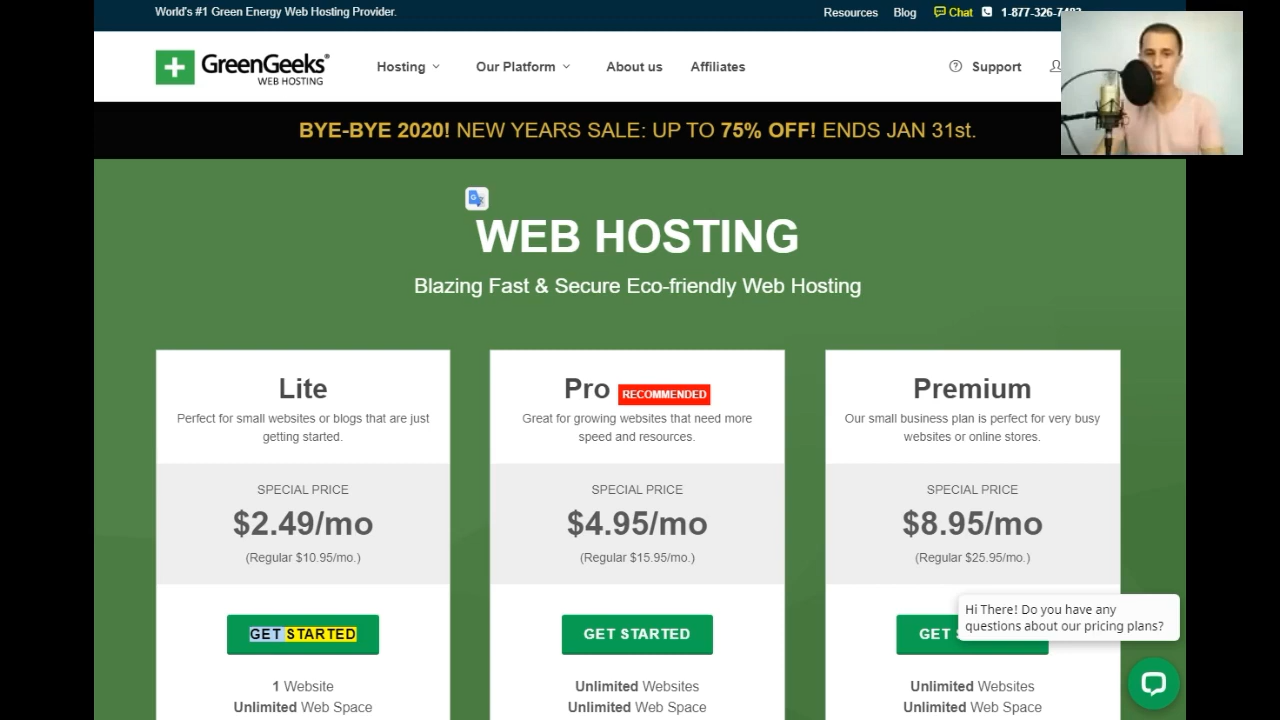 World's #1 Green Energy Web Hosting Provider.
Resources Blog Chat 1-877-326-7483
GreenGeeks®
WEB HOSTING
Hosting Our Platform About us Affiliates Support
BYE-BYE 2020! NEW YEARS SALE: UP TO 75% OFF! ENDS JAN 31st.
WEB HOSTING
Blazing Fast & Secure Eco-friendly Web Hosting
Lite
Perfect for small websites or blogs that are just
getting started.
SPECIAL PRICE
$2.49/mo
(Regular $10.95/mo.)
GET STARTED
1 Website
Unlimited Web Space
Pro RECOMMENDED
Great for growing websites that need more
speed and resources.
SPECIAL PRICE
$4.95/mo
(Regular $15.95/mo.)
GET STARTED
Unlimited Websites
Unlimited Web Space
Premium
Our small business plan is perfect for very busy
websites or online stores.
SPECIAL PRICE
$8.95/mo
(Regular $25.95/mo.)
GET
Unlimited Websites
Unlimited Web Space
Hi There! Do you have any
questions about our pricing plans?